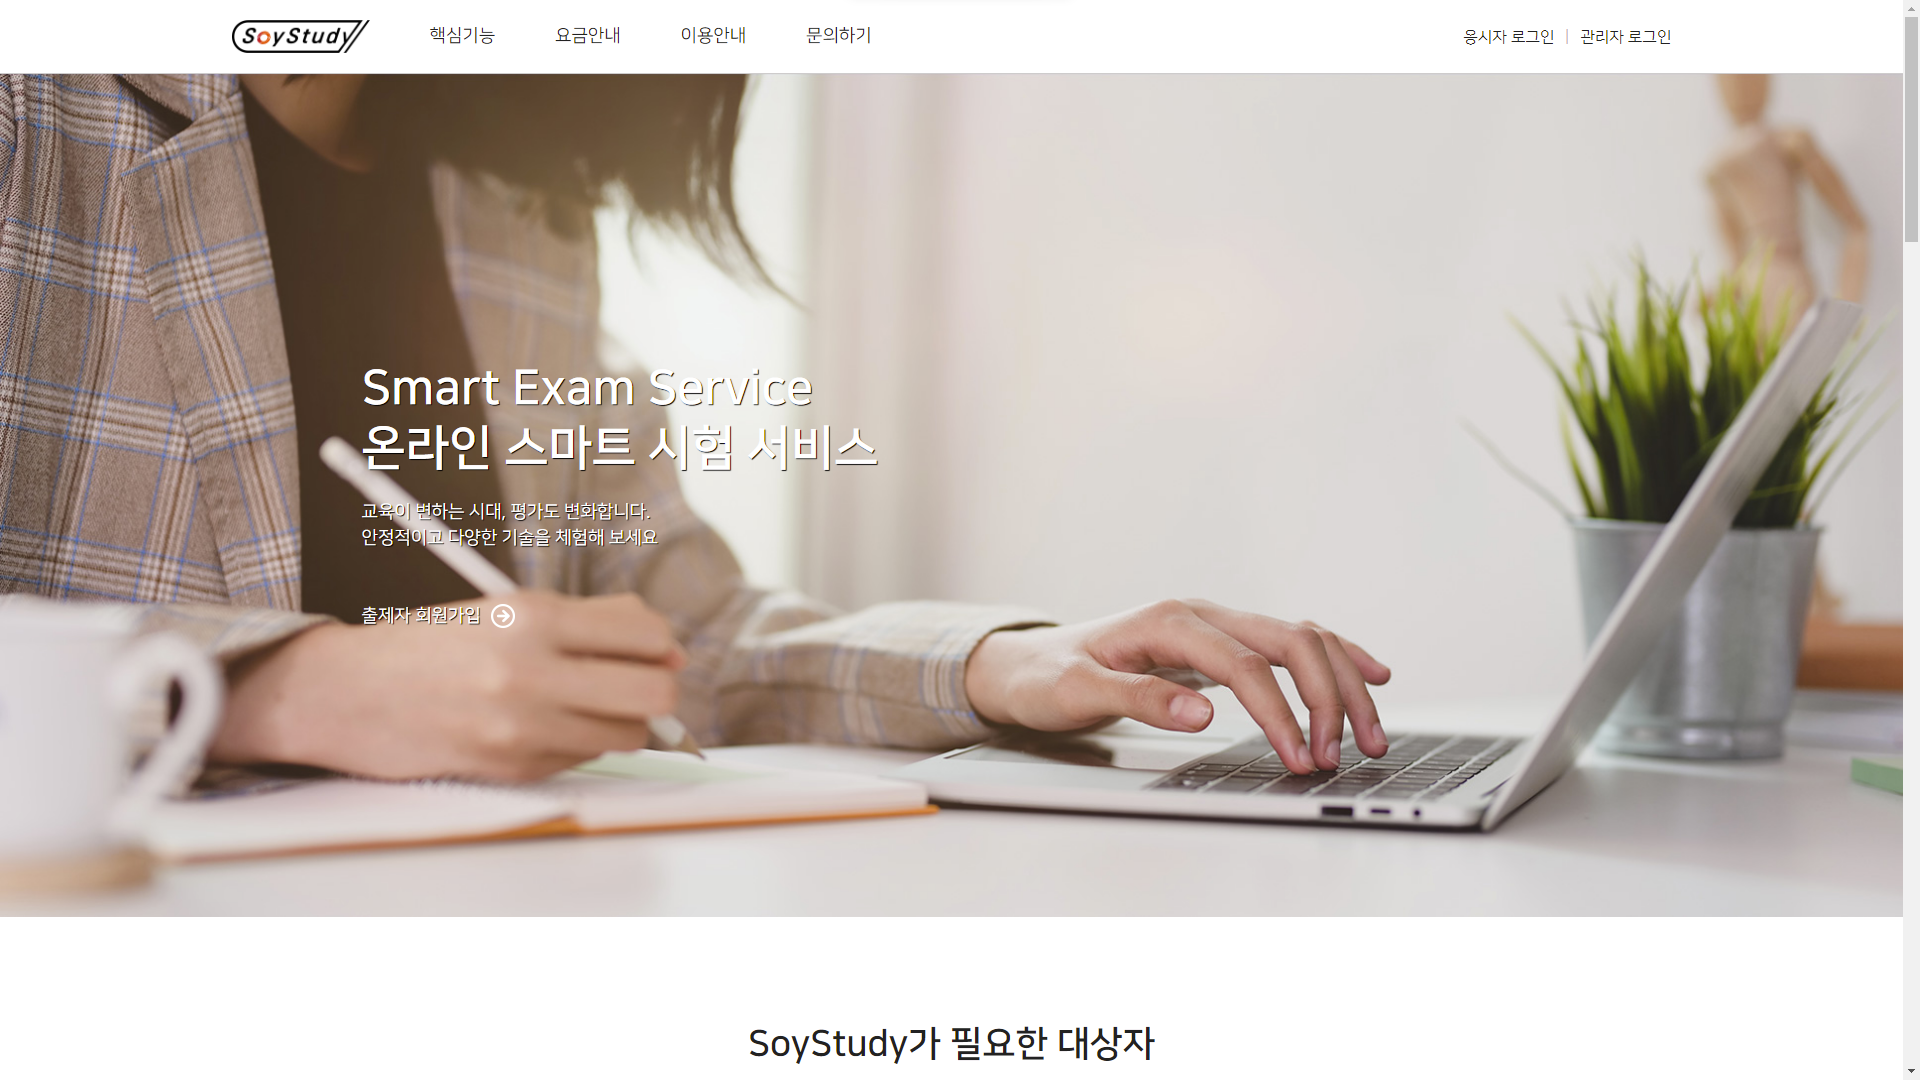 SoyStudy
핵심기능
요금안내
이용안내
문의하기
응시자 로그인 | 관리자 로그인
Smart Exam Service
온라인 스마트 시험 서비스
교육이 변하는 시대, 평가도 변화합니다.
안정적이고 다양한 기술을 체험해 보세요
출제자 회원가입
SoyStudy가 필요한 대상자